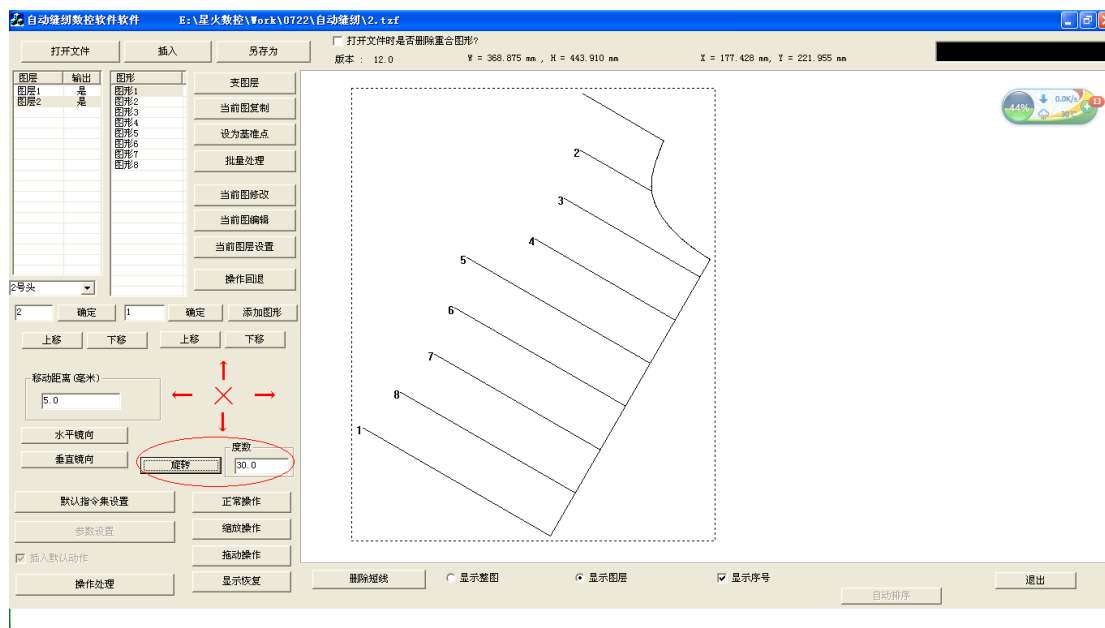 自动缝纫数控软件软件 E:\星火数控\Work\0722\自动缝纫\2.tzf
打开文件 插入 另存为
打开文件时是否删除重合图形?
版本 : 12.0 W = 368.875 mm , H = 443.910 mm X = 177.428 mm, Y = 221.955 mm
图层 输出 图形
图层1 是 图形1
图层2 是 图形2
图形3
图形4
图形5
图形6
图形7
图形8
变图层
当前图复制
设为基准点
批量处理
当前图修改
当前图编辑
当前图层设置
操作回退
2号头
2 确定 1 确定 添加图形
上移 下移 上移 下移
移动距离(毫米)
5.0
水平镜向
垂直镜向
旋转
度数
30.0
默认指令集设置
参数设置
插入默认动作
操作处理
正常操作
缩放操作
拖动操作
显示恢复
2
3
4
5
6
7
8
1
44% 0.0K/s 13
30°C
删除短线 显示整图 显示图层 显示序号 自动排序 退出